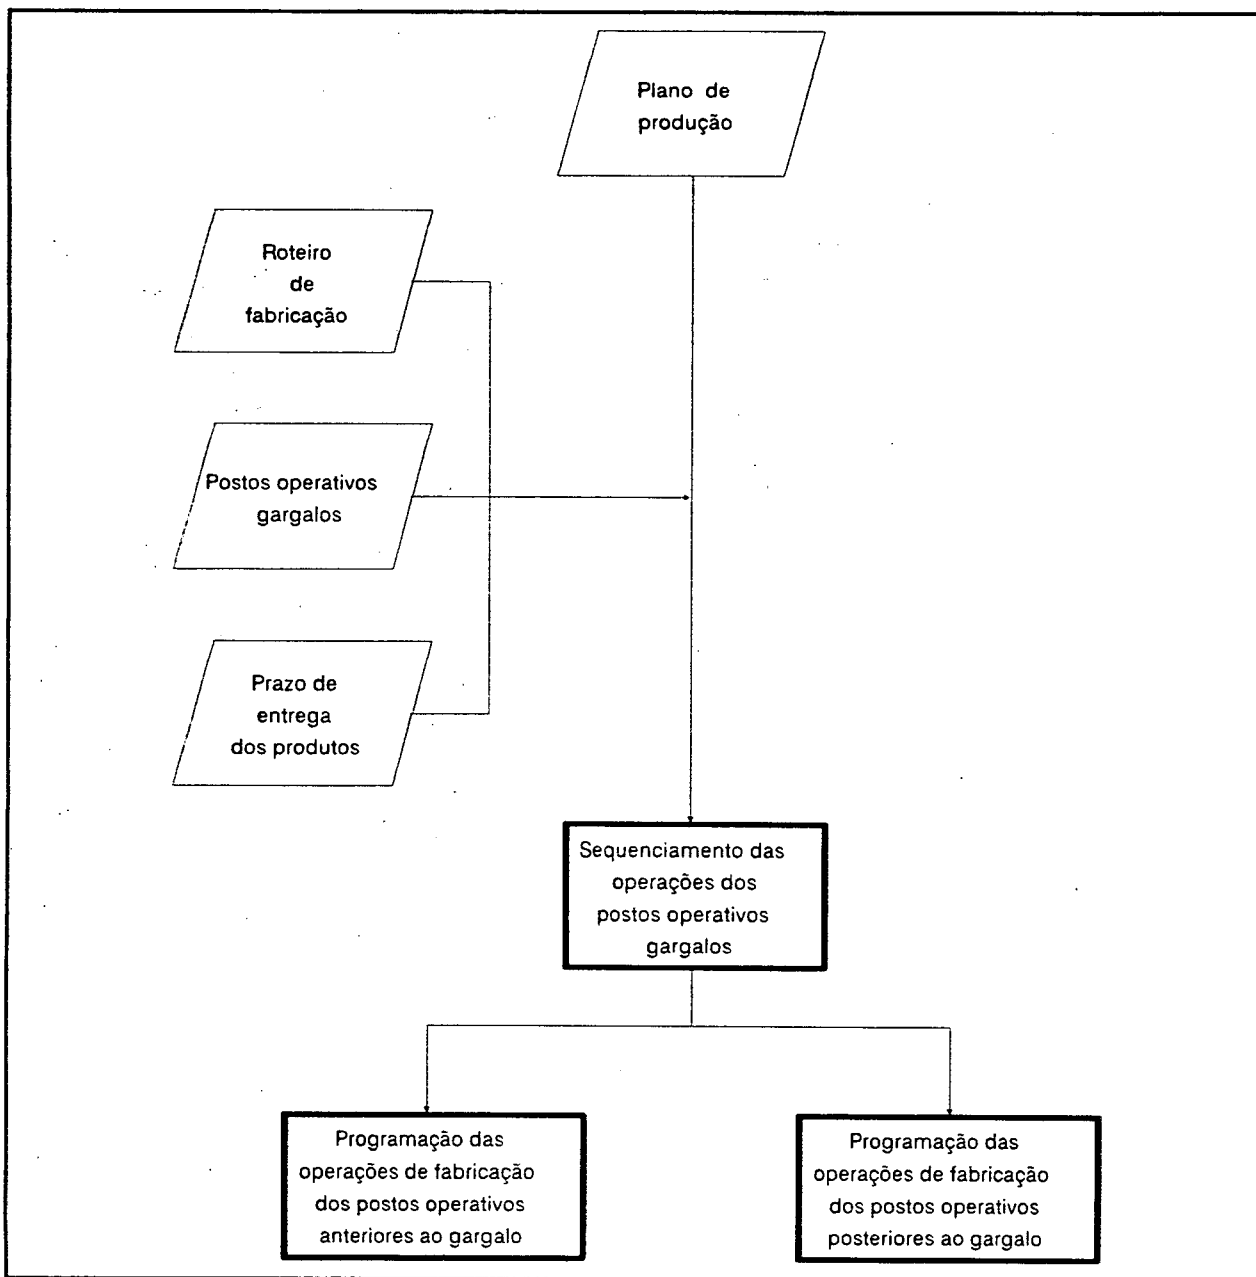 Plano de
produção
Roteiro
de
fabricação
Postos operativos
gargalos
Prazo de
entrega
dos produtos
Sequenciamento das
operações dos
postos operativos
gargalos
Programação das
operações de fabricação
dos postos operativos
anteriores ao gargalo
Programação das
operações de fabricação
dos postos operativos
posteriores ao gargalo